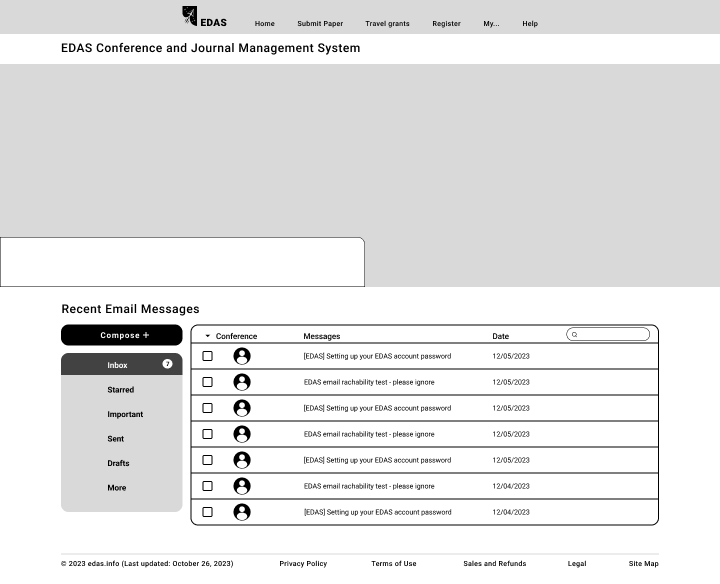 EDAS Home Submit Paper Travel grants Register My... Help
EDAS Conference and Journal Management System
Recent Email Messages
Compose +
Inbox 7
Starred
Important
Sent
Drafts
More
Conference Messages Date
[EDAS] Setting up your EDAS account password 12/05/2023
EDAS email rachability test - please ignore 12/05/2023
[EDAS] Setting up your EDAS account password 12/05/2023
EDAS email rachability test - please ignore 12/05/2023
[EDAS] Setting up your EDAS account password 12/05/2023
EDAS email rachability test - please ignore 12/04/2023
[EDAS] Setting up your EDAS account password 12/04/2023
© 2023 edas.info (Last updated: October 26, 2023) Privacy Policy Terms of Use Sales and Refunds Legal Site Map